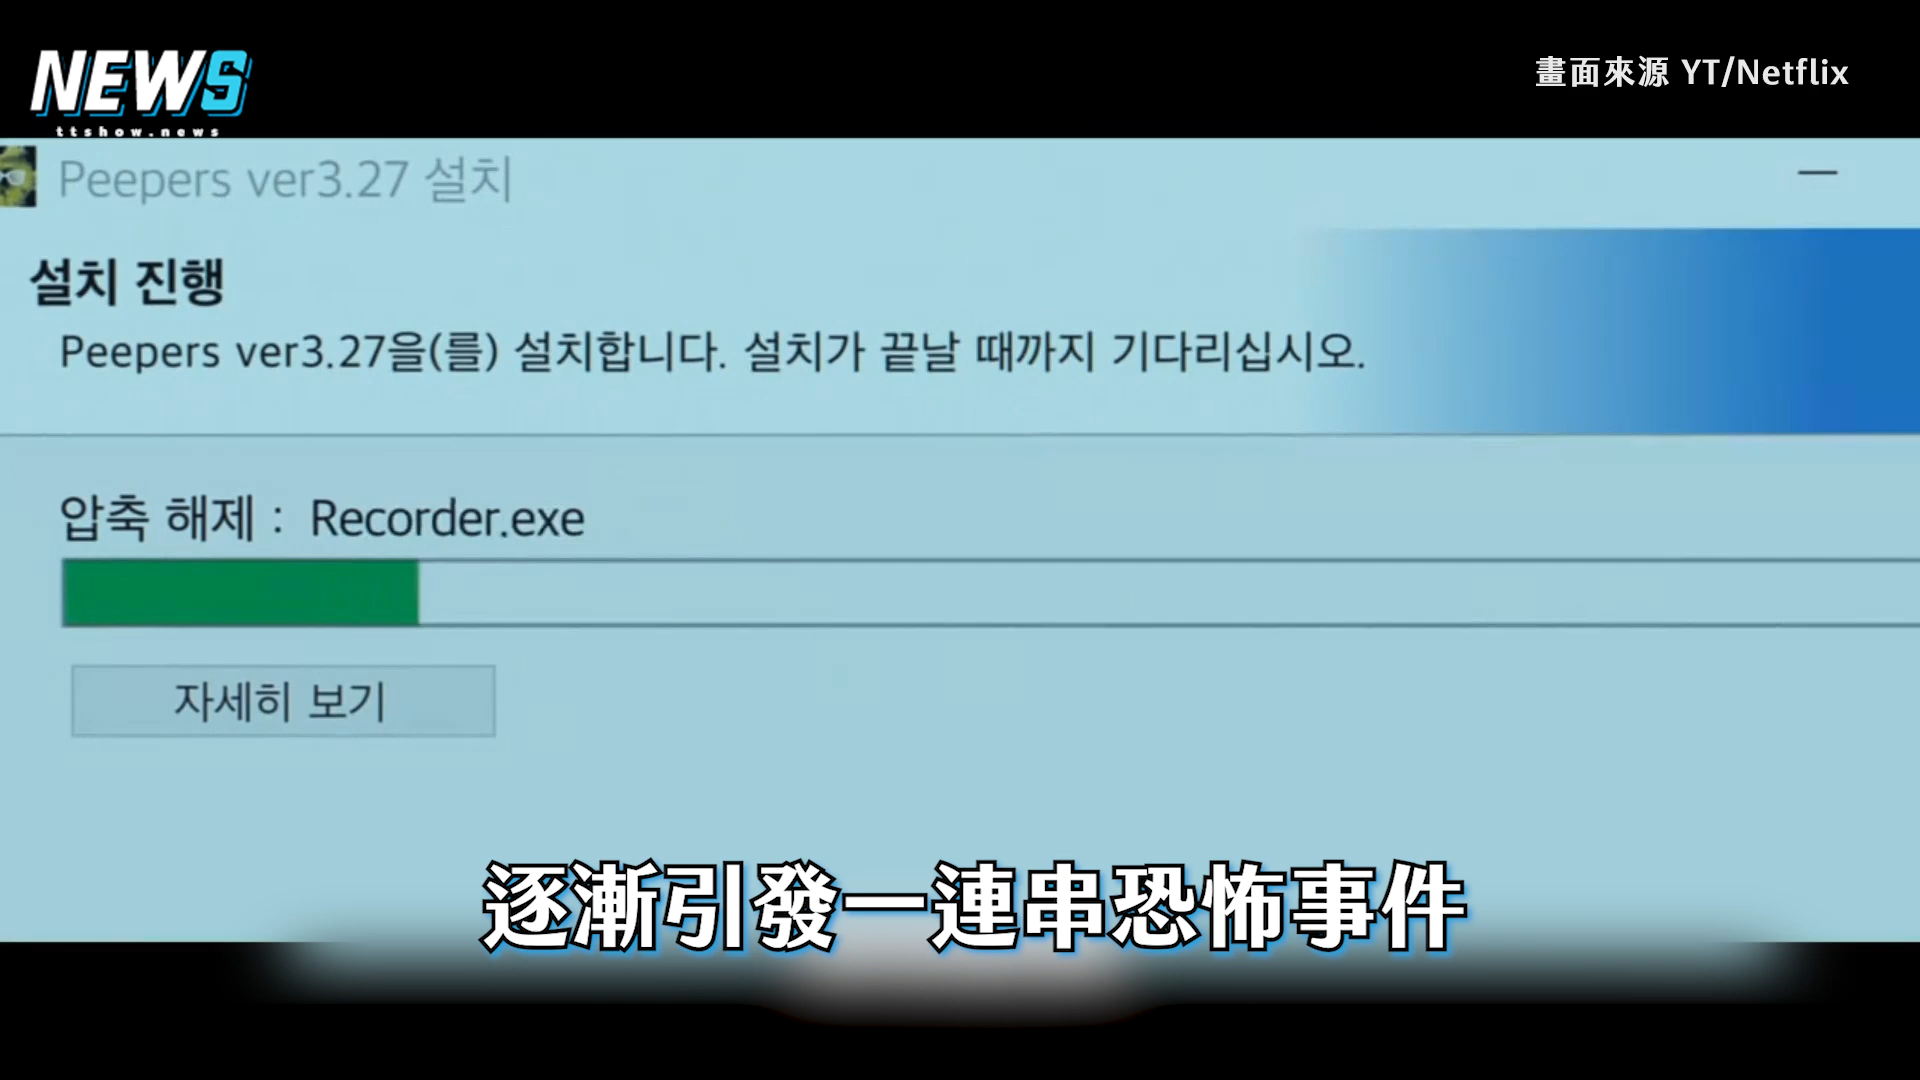 NEWS
ttshow.news
畫面來源 YT/Netflix
Peepers ver3.27 설치
설치 진행
Peepers ver3.27을(를) 설치합니다. 설치가 끝날 때까지 기다리십시오.
압축 해제 : Recorder.exe
자세히 보기
逐漸引發一連串恐怖事件